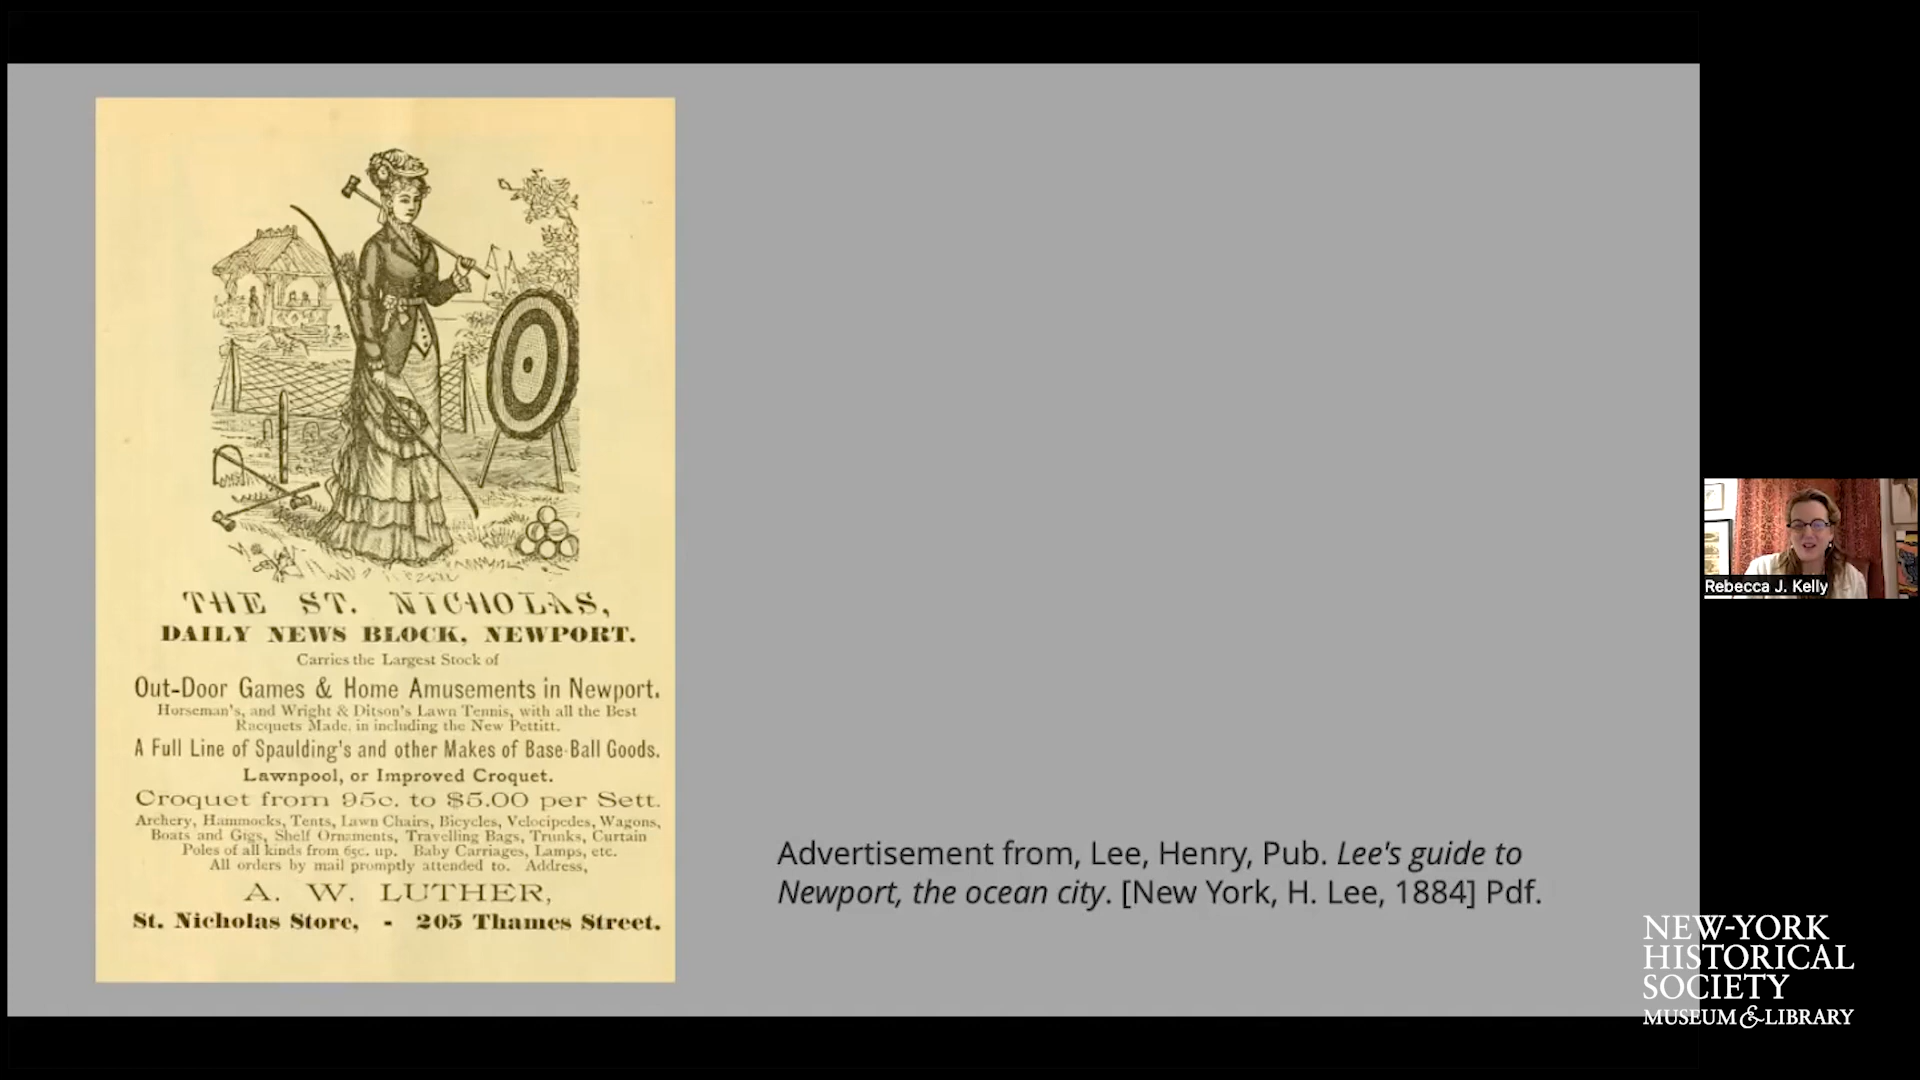 THE ST. NICHOLAS,
DAILY NEWS BLOCK, NEWPORT.
Carries the Largest Stock of
Out-Door Games & Home Amusements in Newport.
Horseman's, and Wright & Ditson's Lawn Tennis, with all the Best
Racquets Made, in including the New Pettitt.
A Full Line of Spaulding's and other Makes of Base-Ball Goods.
Lawnpool, or Improved Croquet.
Croquet from 95c. to $5.00 per Sett.
Archery, Hammocks, Tents, Lawn Chairs, Bicycles, Velocipedes, Wagons,
Boats and Gigs, Shelf Ornaments, Travelling Bags, Trunks, Curtain
Poles of all kinds from 65c. up. Baby Carriages, Lamps, etc.
All orders by mail promptly attended to. Address,
A. W. LUTHER,
St. Nicholas Store, - 205 Thames Street.
Advertisement from, Lee, Henry, Pub. Lee's guide to
Newport, the ocean city. [New York, H. Lee, 1884] Pdf.
Rebecca J. Kelly
NEW-YORK
HISTORICAL
SOCIETY
MUSEUM & LIBRARY